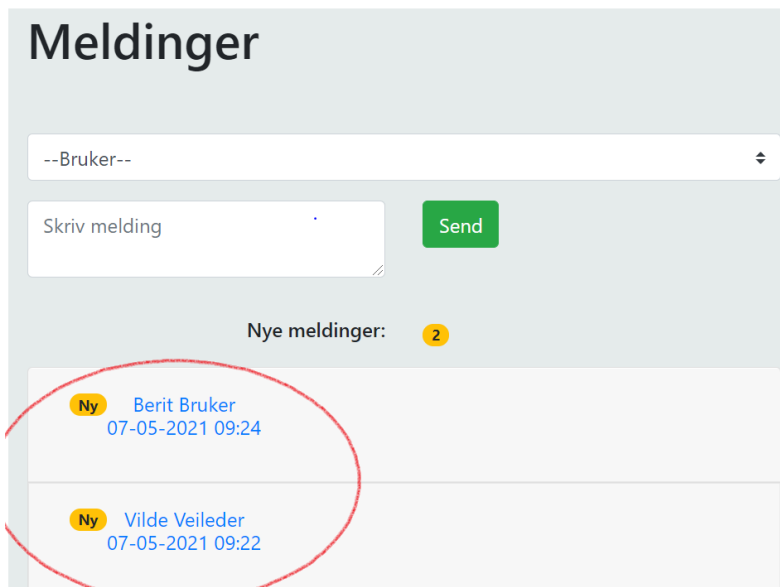 Meldinger
--Bruker--
Skriv melding
Send
Nye meldinger: 2
Ny Berit Bruker
07-05-2021 09:24
Ny Vilde Veileder
07-05-2021 09:22